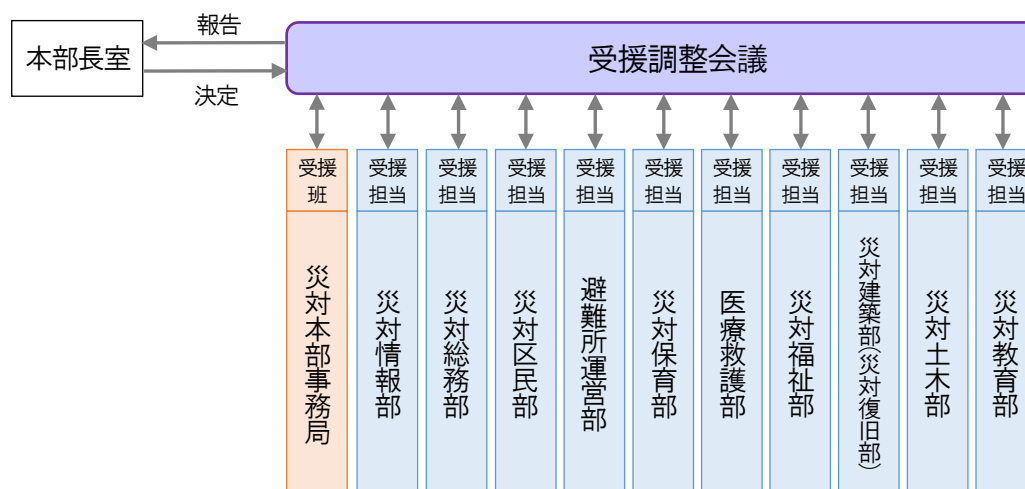 報告
本部長室
受援調整会議
決定
受援
班
災対本部事務局
受援
担当
災対情報部
受援
担当
災対総務部
受援
担当
災対区民部
受援
担当
避難所運営部
受援
担当
災対保育部
受援
担当
医療救護部
受援
担当
災対福祉部
受援
担当
災対建築部(災対復旧部)
受援
担当
災対土木部
受援
担当
災対教育部